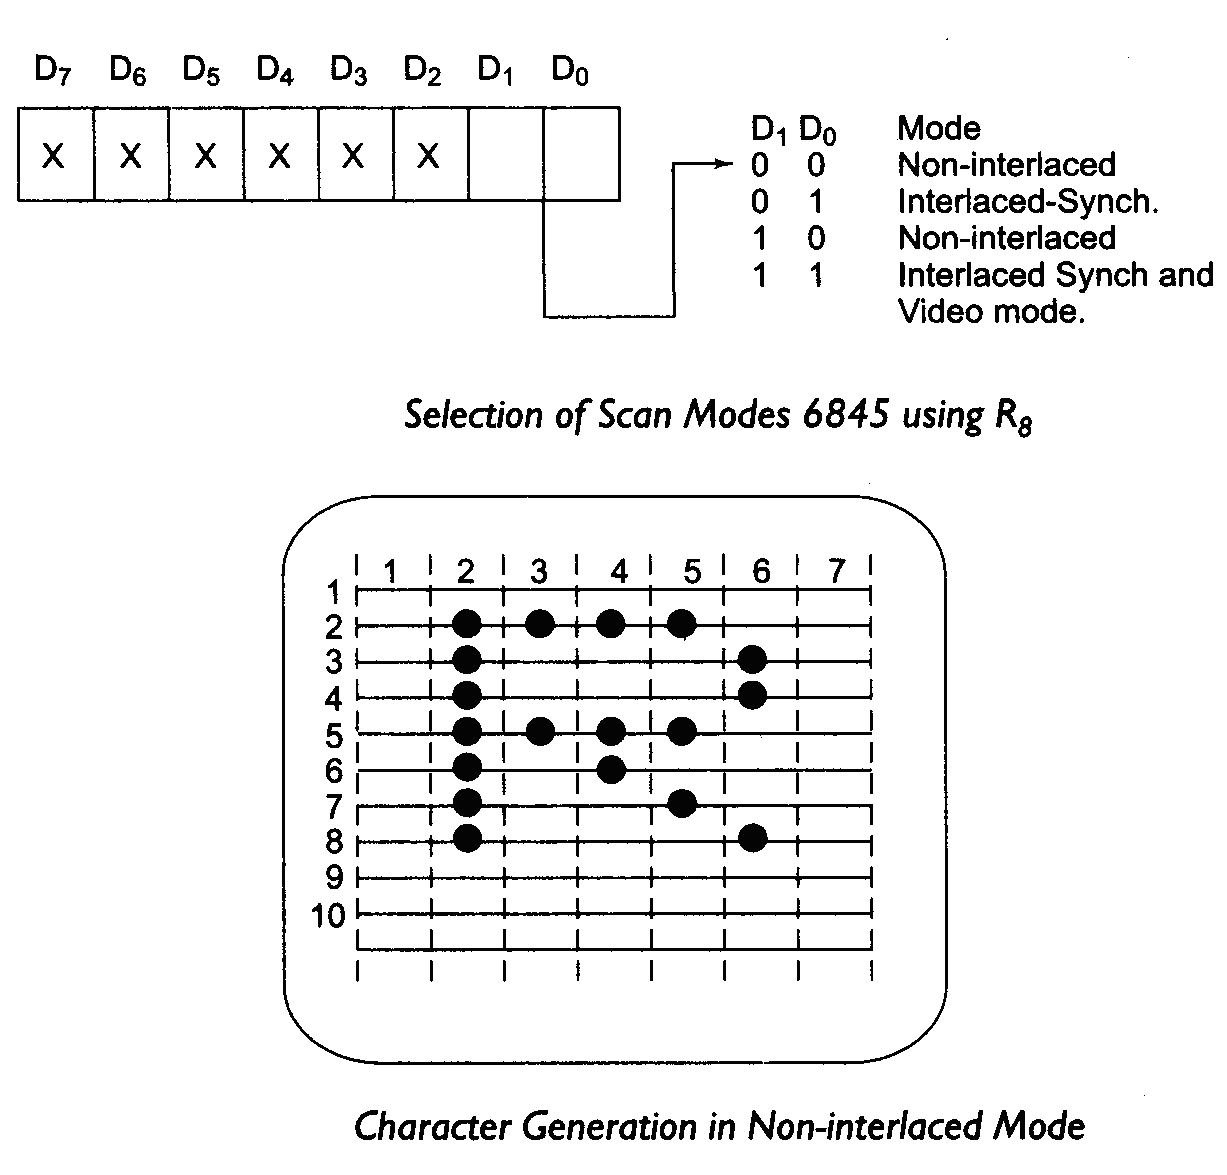 D7 D6 D5 D4 D3 D2 D1 D0
X X X X X X
D1 D0 Mode
0 0 Non-interlaced
0 1 Interlaced-Synch.
1 0 Non-interlaced
1 1 Interlaced Synch and
Video mode.
Selection of Scan Modes 6845 using R8
1 2 3 4 5 6 7
1
2
3
4
5
6
7
8
9
10
Character Generation in Non-interlaced Mode